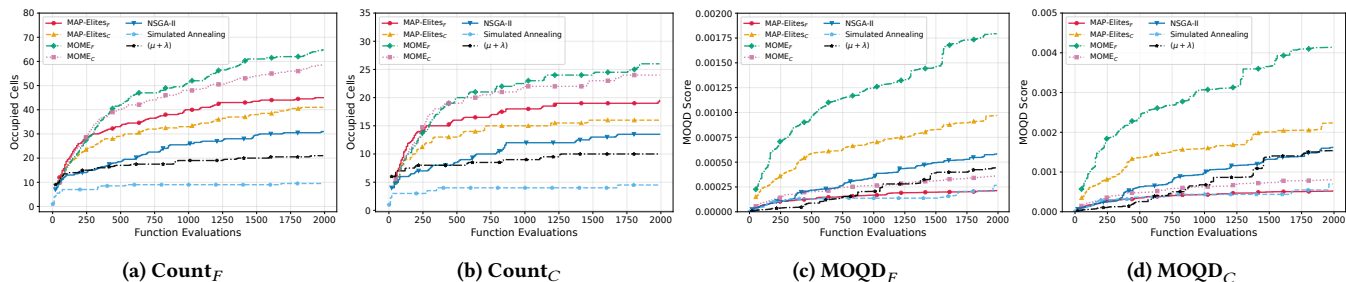 80
70
60
50
40
30
20
10
0
Occupied Cells
MAP-Elites_F
MAP-Elites_C
MOME_F
MOME_C
NSGA-II
Simulated Annealing
(μ + λ)
0 250 500 750 1000 1250 1500 1750 2000
Function Evaluations
(a) Count_F
35
30
25
20
15
10
5
0
Occupied Cells
MAP-Elites_F
MAP-Elites_C
MOME_F
MOME_C
NSGA-II
Simulated Annealing
(μ + λ)
0 250 500 750 1000 1250 1500 1750 2000
Function Evaluations
(b) Count_C
0.00200
0.00175
0.00150
0.00125
0.00100
0.00075
0.00050
0.00025
0.00000
MOQD Score
MAP-Elites_F
MAP-Elites_C
MOME_F
MOME_C
NSGA-II
Simulated Annealing
(μ + λ)
0 250 500 750 1000 1250 1500 1750 2000
Function Evaluations
(c) MOQD_F
0.005
0.004
0.003
0.002
0.001
0.000
MOQD Score
MAP-Elites_F
MAP-Elites_C
MOME_F
MOME_C
NSGA-II
Simulated Annealing
(μ + λ)
0 250 500 750 1000 1250 1500 1750 2000
Function Evaluations
(d) MOQD_C